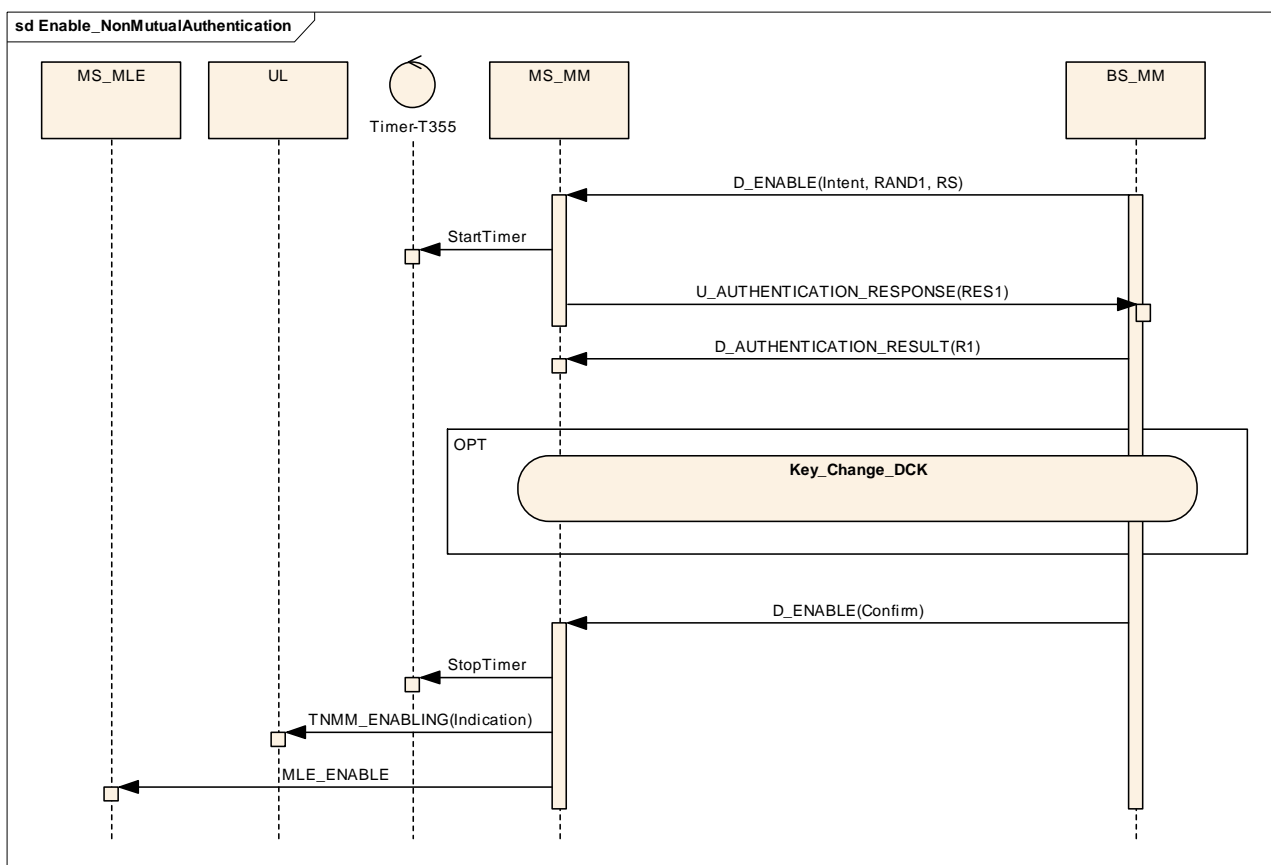 sd Enable_NonMutualAuthentication
MS_MLE
UL
Timer-T355
MS_MM
BS_MM
D_ENABLE(Intent, RAND1, RS)
StartTimer
U_AUTHENTICATION_RESPONSE(RES1)
D_AUTHENTICATION_RESULT(R1)
OPT
Key_Change_DCK
D_ENABLE(Confirm)
StopTimer
TNMM_ENABLING(Indication)
MLE_ENABLE